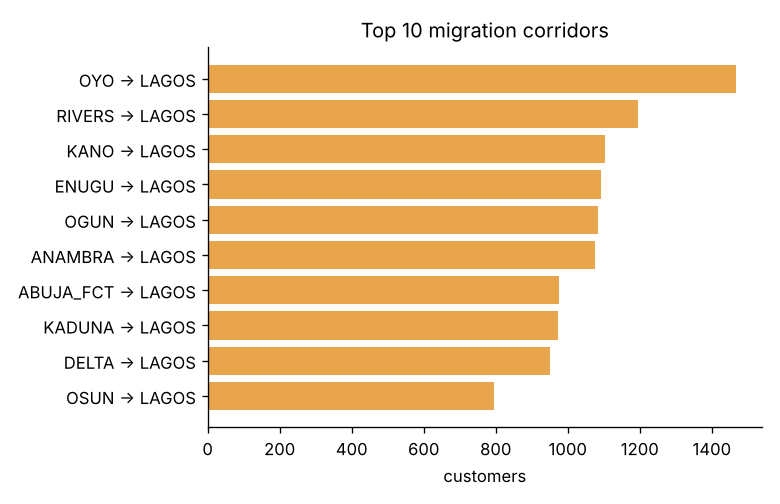 Top 10 migration corridors
OYO → LAGOS
RIVERS → LAGOS
KANO → LAGOS
ENUGU → LAGOS
OGUN → LAGOS
ANAMBRA → LAGOS
ABUJA_FCT → LAGOS
KADUNA → LAGOS
DELTA → LAGOS
OSUN → LAGOS
0 200 400 600 800 1000 1200 1400
customers